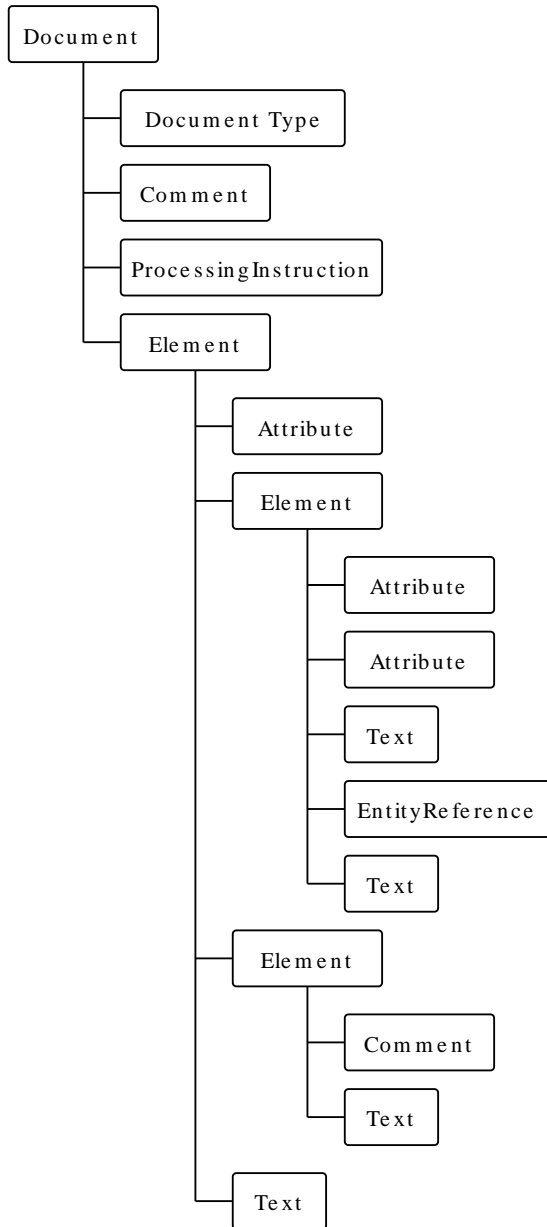 Document
Document Type
Comment
ProcessingInstruction
Element
Attribute
Element
Attribute
Attribute
Text
EntityReference
Text
Element
Comment
Text
Text